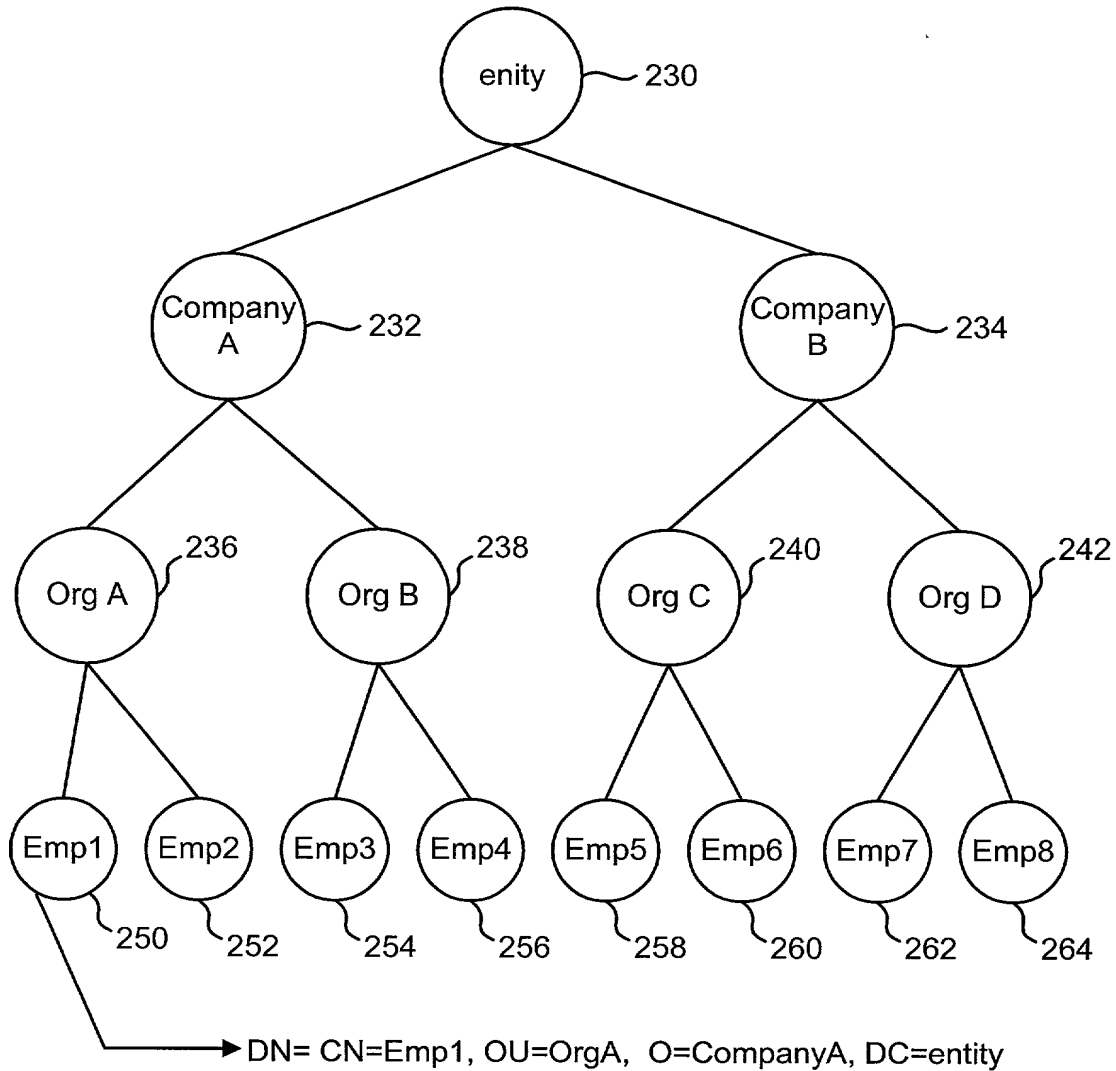 enity
230
Company
A
232
Company
B
234
Org A
236
Org B
238
Org C
240
Org D
242
Emp1
Emp2
Emp3
Emp4
Emp5
Emp6
Emp7
Emp8
250
252
254
256
258
260
262
264
DN= CN=Emp1, OU=OrgA, O=CompanyA, DC=entity